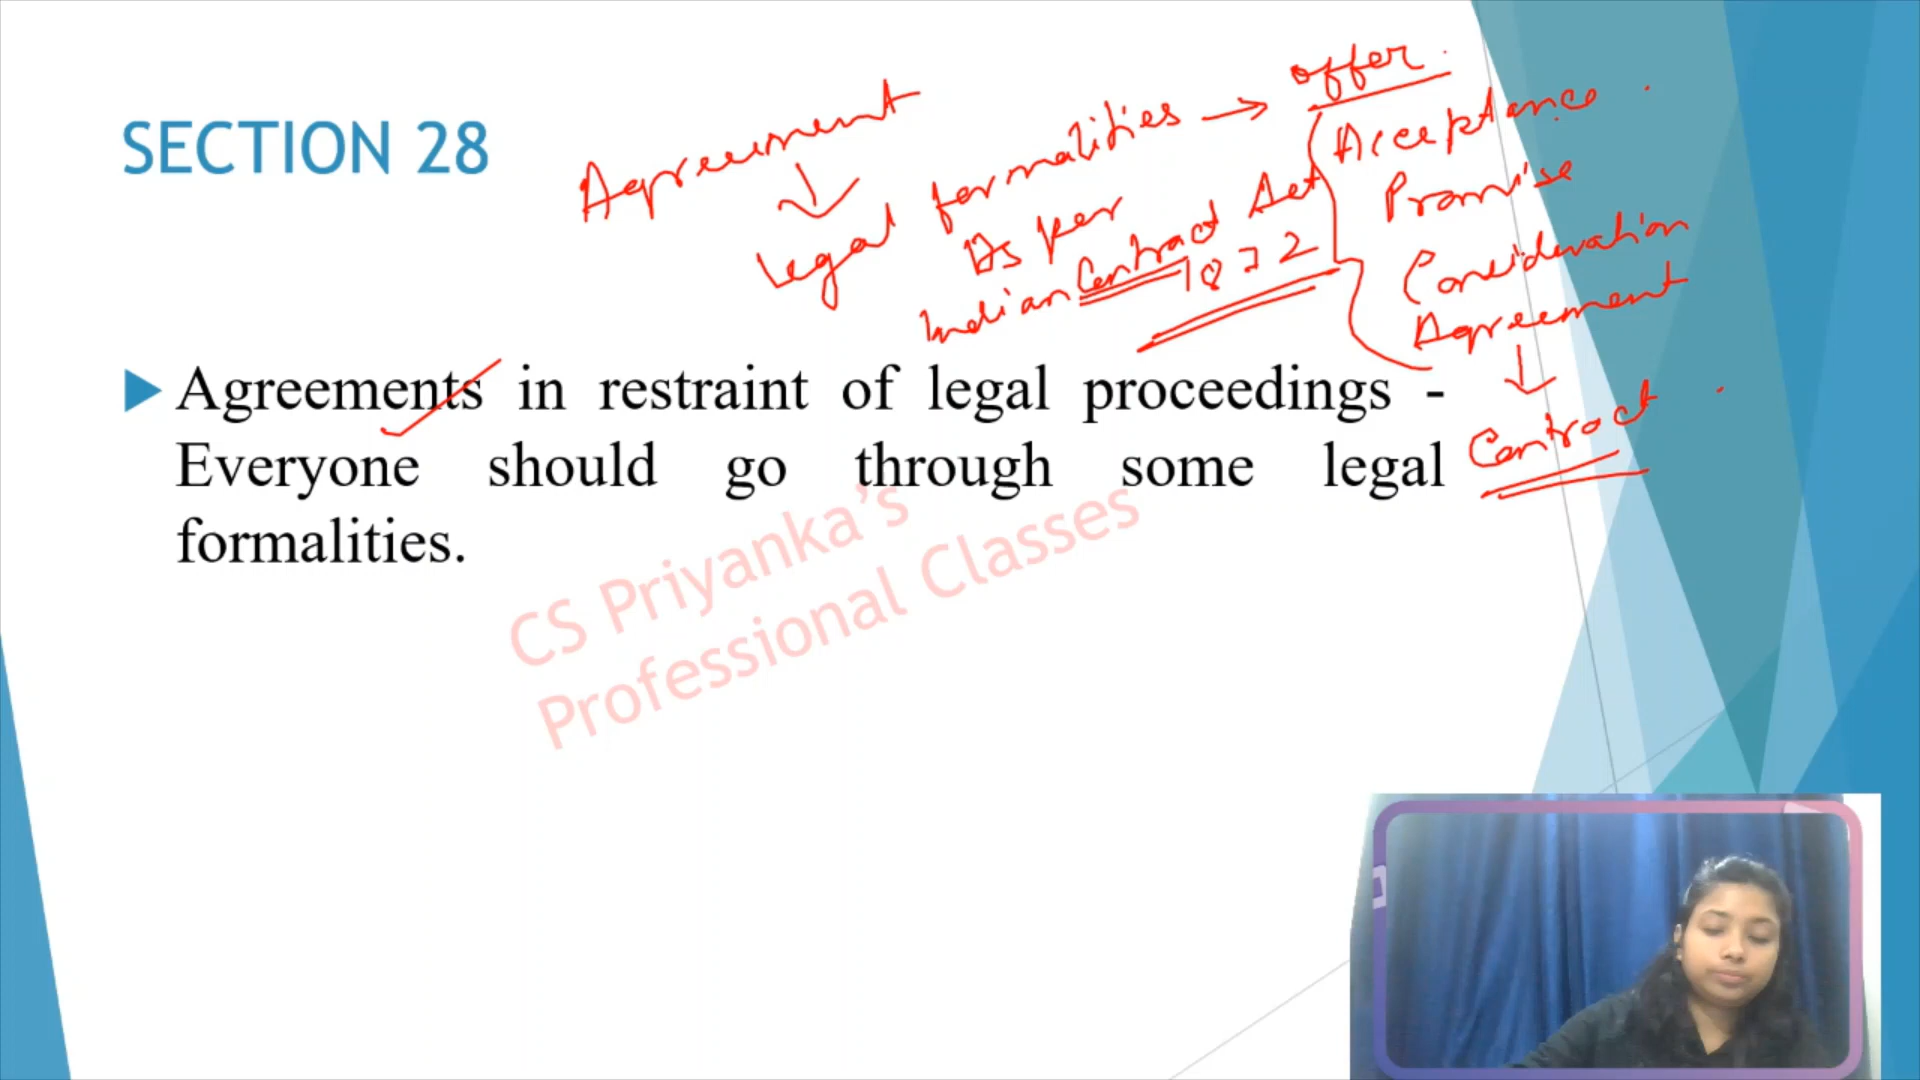 SECTION 28
Agreement
legal formalities → offer.
As per
Indian Contract Act
1872
Acceptance
Promise
Consideration
Agreement
Contract
Agreements in restraint of legal proceedings -
Everyone should go through some legal
formalities.
CS Priyanka's
Professional Classes